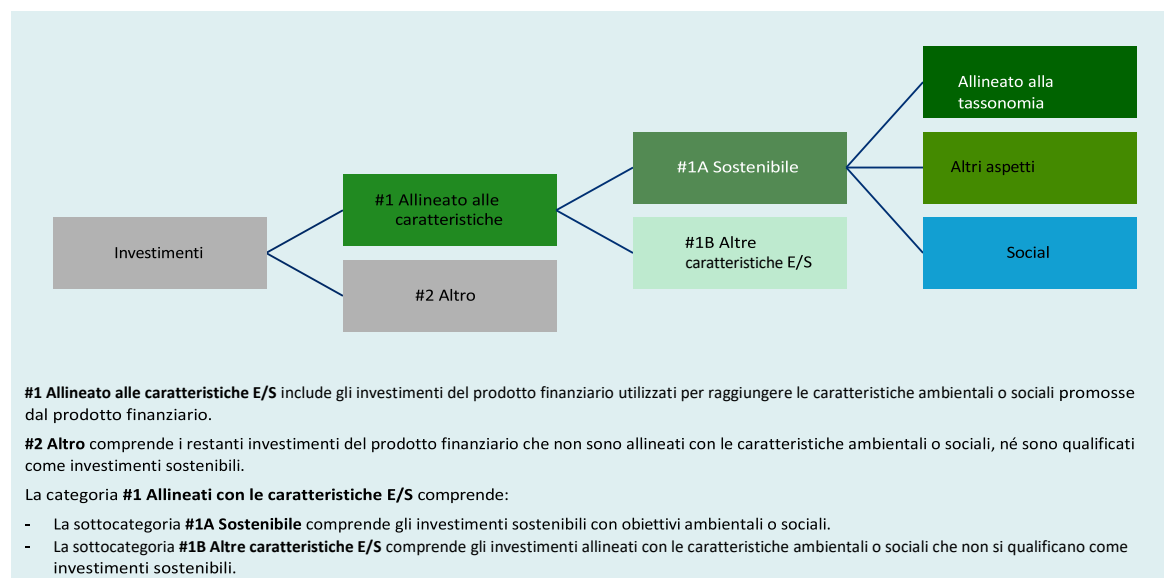 Allineato alla
tassonomia
#1A Sostenibile
Altri aspetti
#1 Allineato alle
caratteristiche
Investimenti
#1B Altre
caratteristiche E/S
Social
#2 Altro
#1 Allineato alle caratteristiche E/S include gli investimenti del prodotto finanziario utilizzati per raggiungere le caratteristiche ambientali o sociali promosse
dal prodotto finanziario.
#2 Altro comprende i restanti investimenti del prodotto finanziario che non sono allineati con le caratteristiche ambientali o sociali, né sono qualificati
come investimenti sostenibili.
La categoria #1 Allineati con le caratteristiche E/S comprende:
- La sottocategoria #1A Sostenibile comprende gli investimenti sostenibili con obiettivi ambientali o sociali.
- La sottocategoria #1B Altre caratteristiche E/S comprende gli investimenti allineati con le caratteristiche ambientali o sociali che non si qualificano come
investimenti sostenibili.